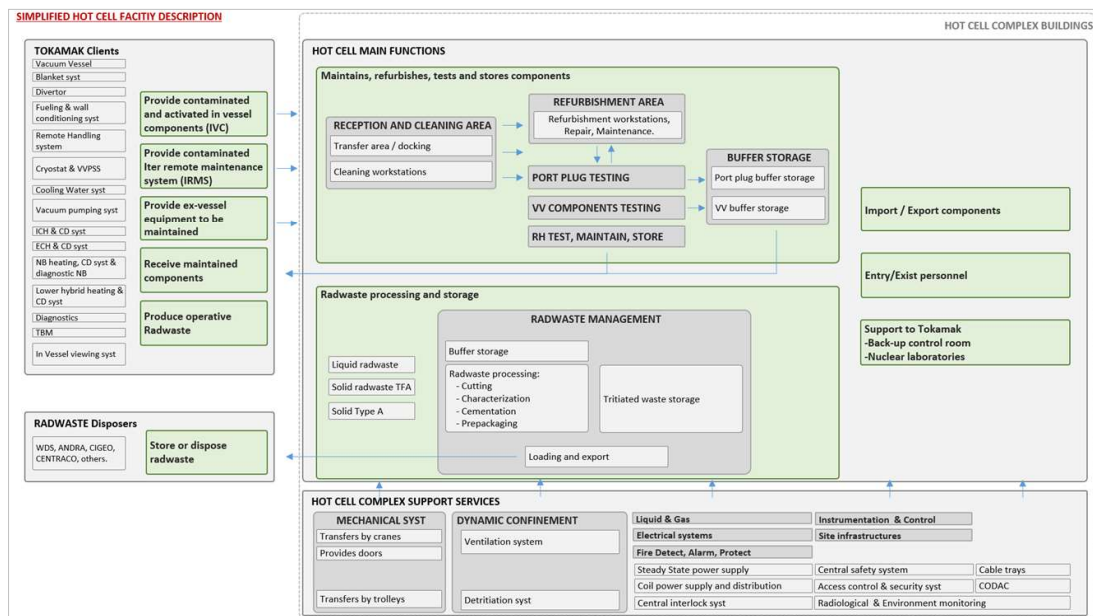 SIMPLIFIED HOT CELL FACITIY DESCRIPTION
HOT CELL COMPLEX BUILDINGS
TOKAMAK Clients
Vacuum Vessel
Blanket syst
Divertor
Fueling & wall
conditioning syst
Remote Handling
system
Cryostat & VVPSS
Cooling Water syst
Vacuum pumping syst
ICH & CD syst
ECH & CD syst
NB heating, CD syst &
diagnostic NB
Lower hybrid heating &
CD syst
Diagnostics
TBM
In Vessel viewing syst
Provide contaminated
and activated in vessel
components (IVC)
Provide contaminated
Iter remote maintenance
system (IRMS)
Provide ex-vessel
equipment to be
maintained
Receive maintained
components
Produce operative
Radwaste
RADWASTE Disposers
WDS, ANDRA, CIGEO,
CENTRACO, others.
Store or dispose
radwaste
HOT CELL MAIN FUNCTIONS
Maintains, refurbishes, tests and stores components
RECEPTION AND CLEANING AREA
Transfer area / docking
Cleaning workstations
REFURBISHMENT AREA
Refurbishment workstations,
Repair, Maintenance.
PORT PLUG TESTING
VV COMPONENTS TESTING
RH TEST, MAINTAIN, STORE
BUFFER STORAGE
Port plug buffer storage
VV buffer storage
Import / Export components
Entry/Exist personnel
Support to Tokamak
-Back-up control room
-Nuclear laboratories
Radwaste processing and storage
Liquid radwaste
Solid radwaste TFA
Solid Type A
RADWASTE MANAGEMENT
Buffer storage
Radwaste processing:
- Cutting
- Characterization
- Cementation
- Prepackaging
Tritiated waste storage
Loading and export
HOT CELL COMPLEX SUPPORT SERVICES
MECHANICAL SYST
Transfers by cranes
Provides doors
Transfers by trolleys
DYNAMIC CONFINEMENT
Ventilation system
Detritiation syst
Liquid & Gas
Electrical systems
Fire Detect, Alarm, Protect
Instrumentation & Control
Site infrastructures
Steady State power supply
Coil power supply and distribution
Central interlock syst
Central safety system
Access control & security syst
Radiological & Environment monitoring
Cable trays
CODAC